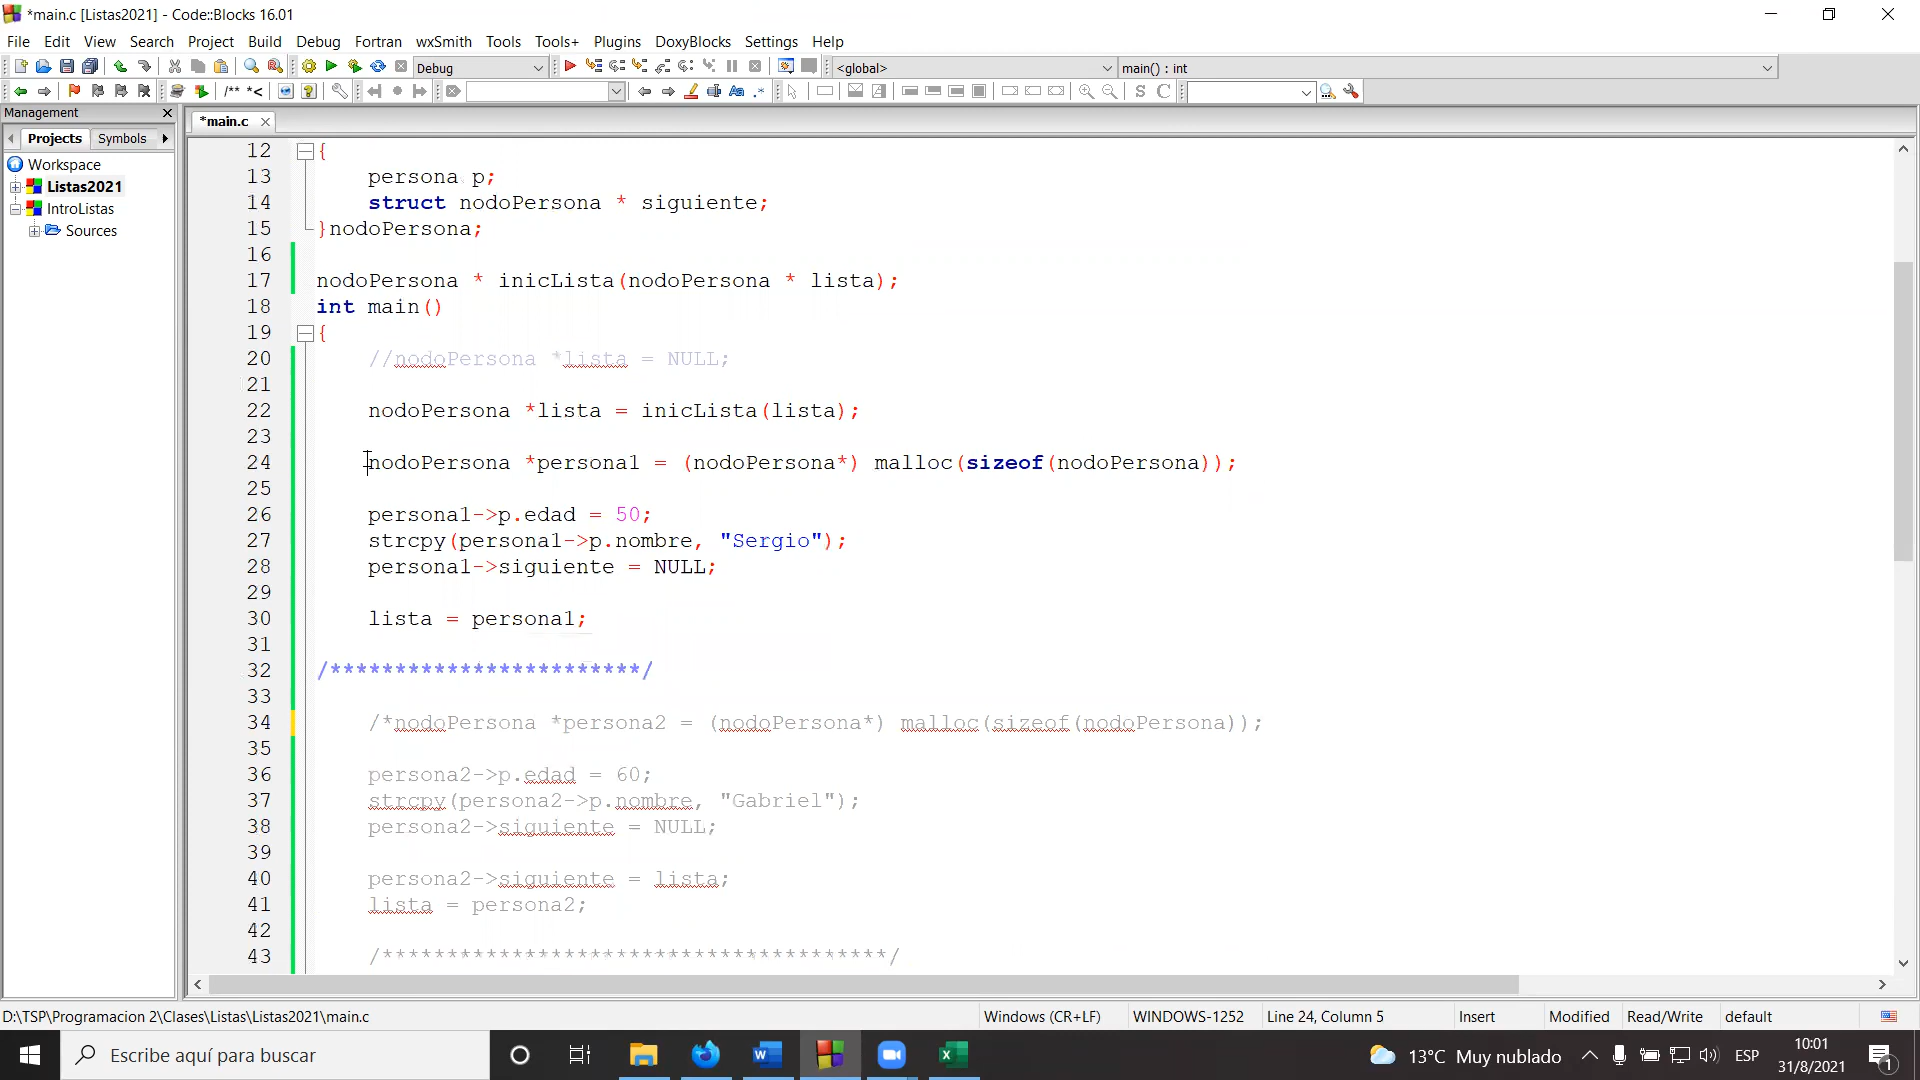 *main.c [Listas2021] - Code::Blocks 16.01
File Edit View Search Project Build Debug Fortran wxSmith Tools Tools+ Plugins DoxyBlocks Settings Help
Debug <global> main() : int
/** *<
S C
Management
*main.c
Projects Symbols
Workspace
Listas2021
IntroListas
Sources
12 {
13 persona p;
14 struct nodoPersona * siguiente;
15 }nodoPersona;
16
17 nodoPersona * inicLista(nodoPersona * lista);
18 int main()
19 {
20 //nodoPersona *lista = NULL;
21
22 nodoPersona *lista = inicLista(lista);
23
24 nodoPersona *persona1 = (nodoPersona*) malloc(sizeof(nodoPersona));
25
26 persona1->p.edad = 50;
27 strcpy(persona1->p.nombre, "Sergio");
28 persona1->siguiente = NULL;
29
30 lista = persona1;
31
32 /************************/
33
34 /*nodoPersona *persona2 = (nodoPersona*) malloc(sizeof(nodoPersona));
35
36 persona2->p.edad = 60;
37 strcpy(persona2->p.nombre, "Gabriel");
38 persona2->siguiente = NULL;
39
40 persona2->siguiente = lista;
41 lista = persona2;
42
43 /***************************************/
D:\TSP\Programacion 2\Clases\Listas\Listas2021\main.c Windows (CR+LF) WINDOWS-1252 Line 24, Column 5 Insert Modified Read/Write default
Escribe aquí para buscar
13°C Muy nublado ESP
10:01
31/8/2021
1